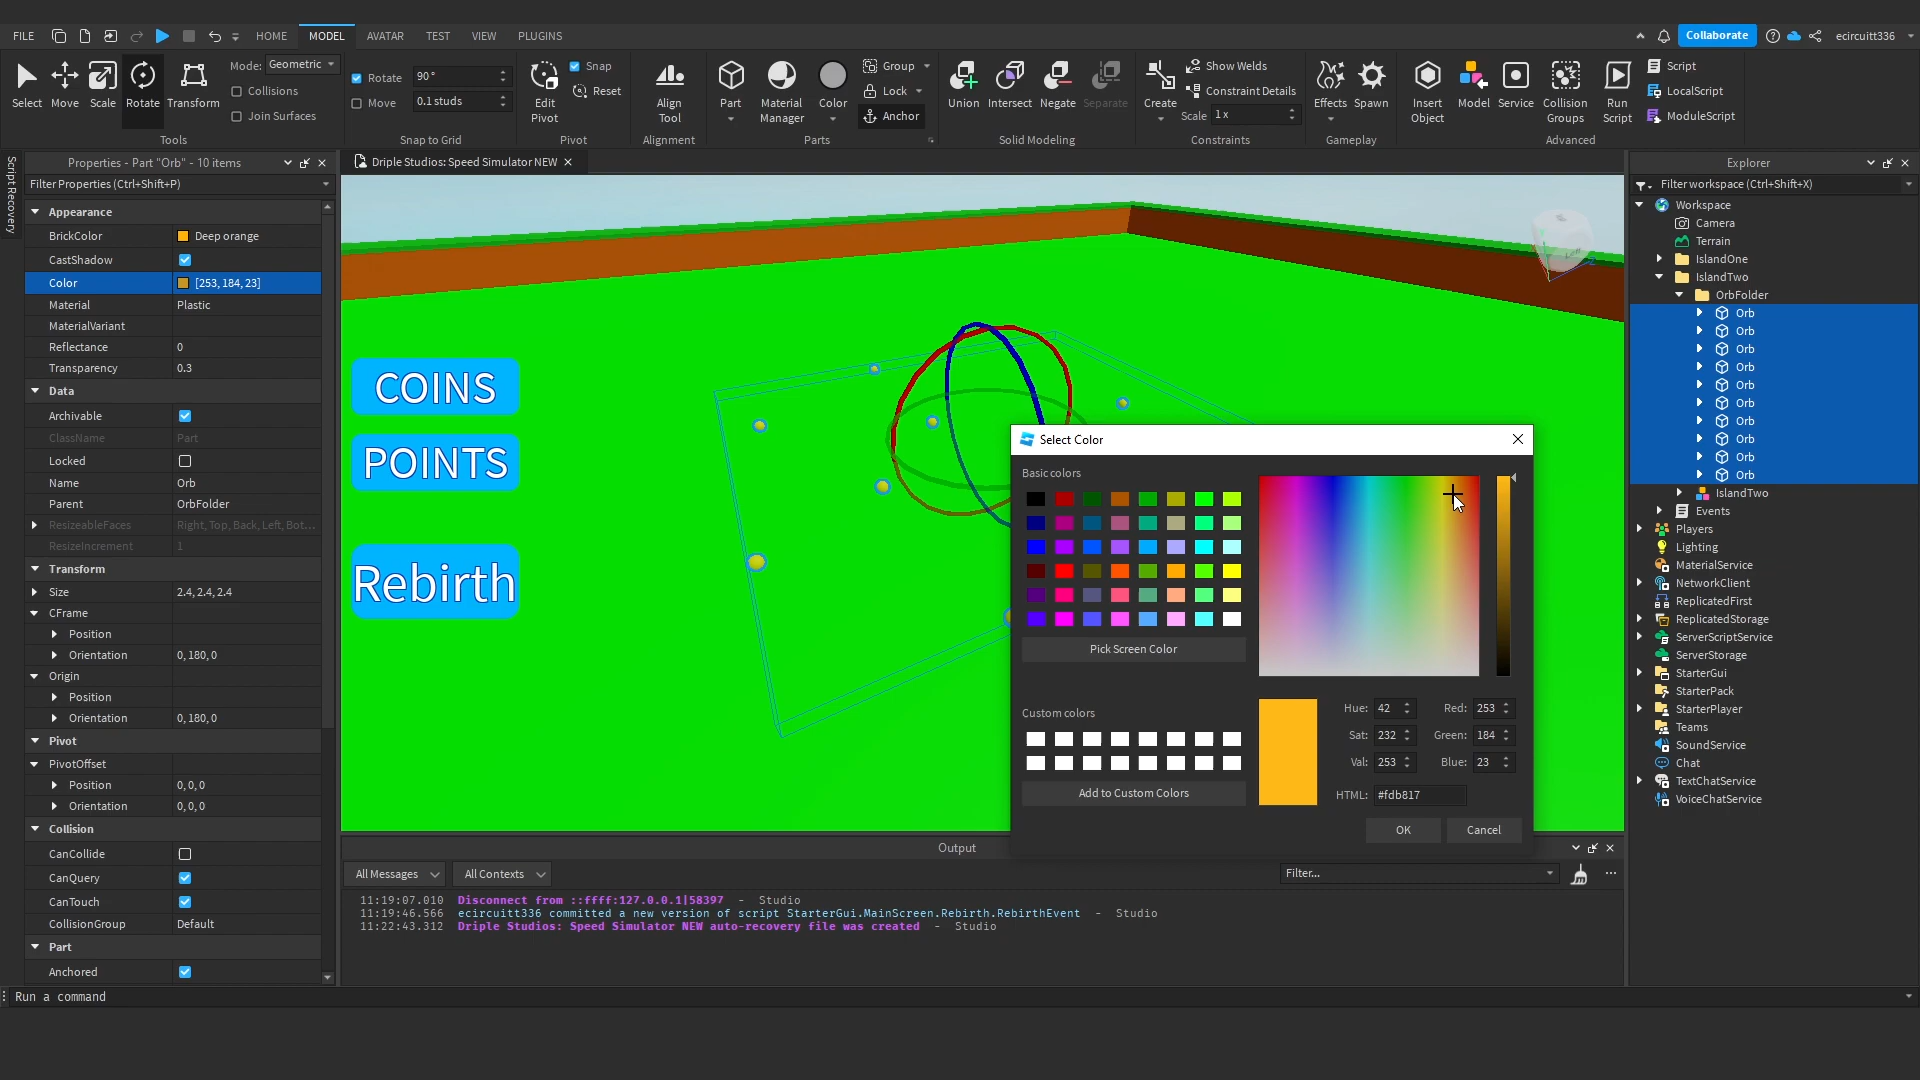 FILE HOME MODEL AVATAR TEST VIEW PLUGINS Collaborate ecircuitt336
Select Move Scale Rotate Transform
Mode: Geometric
Collisions
Join Surfaces
Tools
Rotate 90°
Move 0.1 studs
Snap to Grid
Edit Pivot
Snap
Reset
Pivot
Align Tool
Alignment
Part
Material Manager
Color
Group
Lock
Anchor
Parts
Union Intersect Negate Separate
Solid Modeling
Create
Show Welds
Constraint Details
Scale 1 x
Constraints
Effects Spawn
Gameplay
Insert Object
Model
Service
Collision Groups
Run Script
Script
LocalScript
ModuleScript
Advanced
Script Recovery
Properties - Part "Orb" - 10 items
Filter Properties (Ctrl+Shift+P)
Appearance
BrickColor Deep orange
CastShadow
Color [253, 184, 23]
Material Plastic
MaterialVariant
Reflectance 0
Transparency 0.3
Data
Archivable
ClassName Part
Locked
Name Orb
Parent OrbFolder
ResizeableFaces Right, Top, Back, Left, Bot...
ResizeIncrement 1
Transform
Size 2.4, 2.4, 2.4
CFrame
Position
Orientation 0, 180, 0
Origin
Position
Orientation 0, 180, 0
Pivot
PivotOffset
Position 0, 0, 0
Orientation 0, 0, 0
Collision
CanCollide
CanQuery
CanTouch
CollisionGroup Default
Part
Anchored
Driple Studios: Speed Simulator NEW
COINS
POINTS
Rebirth
Select Color
Basic colors
Pick Screen Color
Custom colors
Add to Custom Colors
Hue: 42 Red: 253
Sat: 232 Green: 184
Val: 253 Blue: 23
HTML: #fdb817
OK Cancel
Output
All Messages All Contexts Filter...
11:19:07.010 Disconnect from ::ffff:127.0.0.1|58397 - Studio
11:19:46.566 ecircuitt336 committed a new version of script StarterGui.MainScreen.Rebirth.RebirthEvent - Studio
11:22:43.312 Driple Studios: Speed Simulator NEW auto-recovery file was created - Studio
Run a command
Explorer
Filter workspace (Ctrl+Shift+X)
Workspace
Camera
Terrain
IslandOne
IslandTwo
OrbFolder
Orb
Orb
Orb
Orb
Orb
Orb
Orb
Orb
Orb
Orb
IslandTwo
Events
Players
Lighting
MaterialService
NetworkClient
ReplicatedFirst
ReplicatedStorage
ServerScriptService
ServerStorage
StarterGui
StarterPack
StarterPlayer
Teams
SoundService
Chat
TextChatService
VoiceChatService